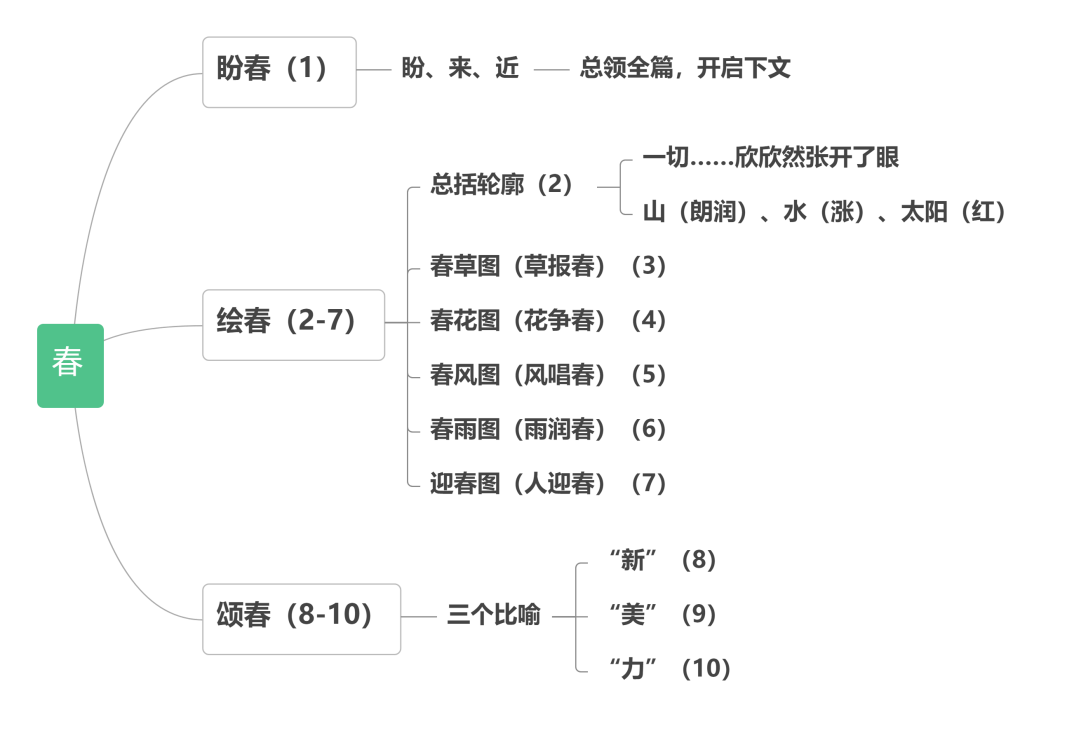 春
盼春（1）
盼、来、近
总领全篇，开启下文
绘春（2-7）
总括轮廓（2）
一切……欣欣然张开了眼
山（朗润）、水（涨）、太阳（红）
春草图（草报春）（3）
春花图（花争春）（4）
春风图（风唱春）（5）
春雨图（雨润春）（6）
迎春图（人迎春）（7）
颂春（8-10）
三个比喻
“新”（8）
“美”（9）
“力”（10）